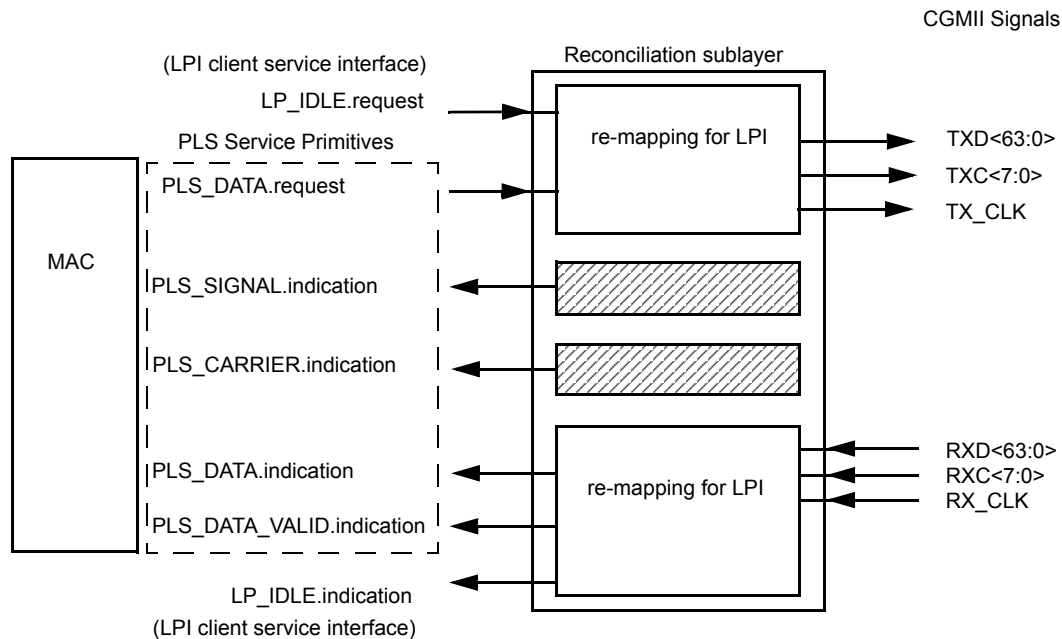 CGMII Signals
Reconciliation sublayer
(LPI client service interface)
LP_IDLE.request
re-mapping for LPI
TXD<63:0>
PLS Service Primitives
TXC<7:0>
PLS_DATA.request
TX_CLK
MAC
PLS_SIGNAL.indication
PLS_CARRIER.indication
RXD<63:0>
PLS_DATA.indication
RXC<7:0>
re-mapping for LPI
RX_CLK
PLS_DATA_VALID.indication
LP_IDLE.indication
(LPI client service interface)